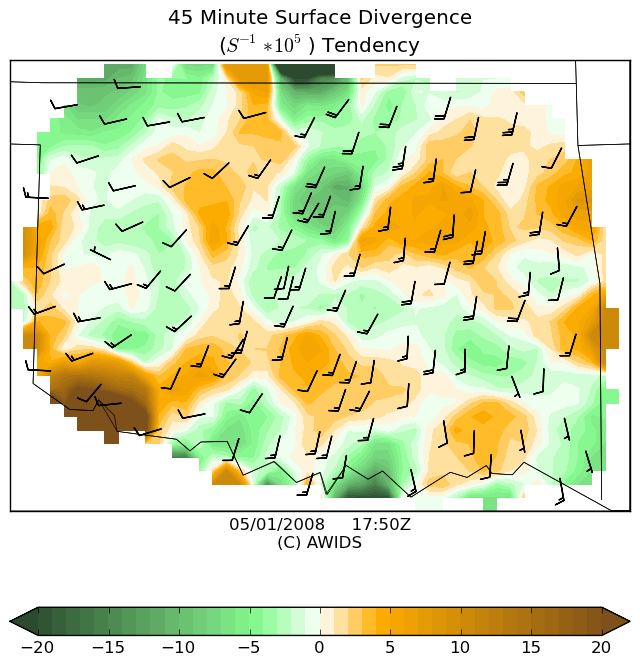 45 Minute Surface Divergence
(S⁻¹ *10⁵ ) Tendency
05/01/2008 17:50Z
(C) AWIDS
−20 −15 −10 −5 0 5 10 15 20